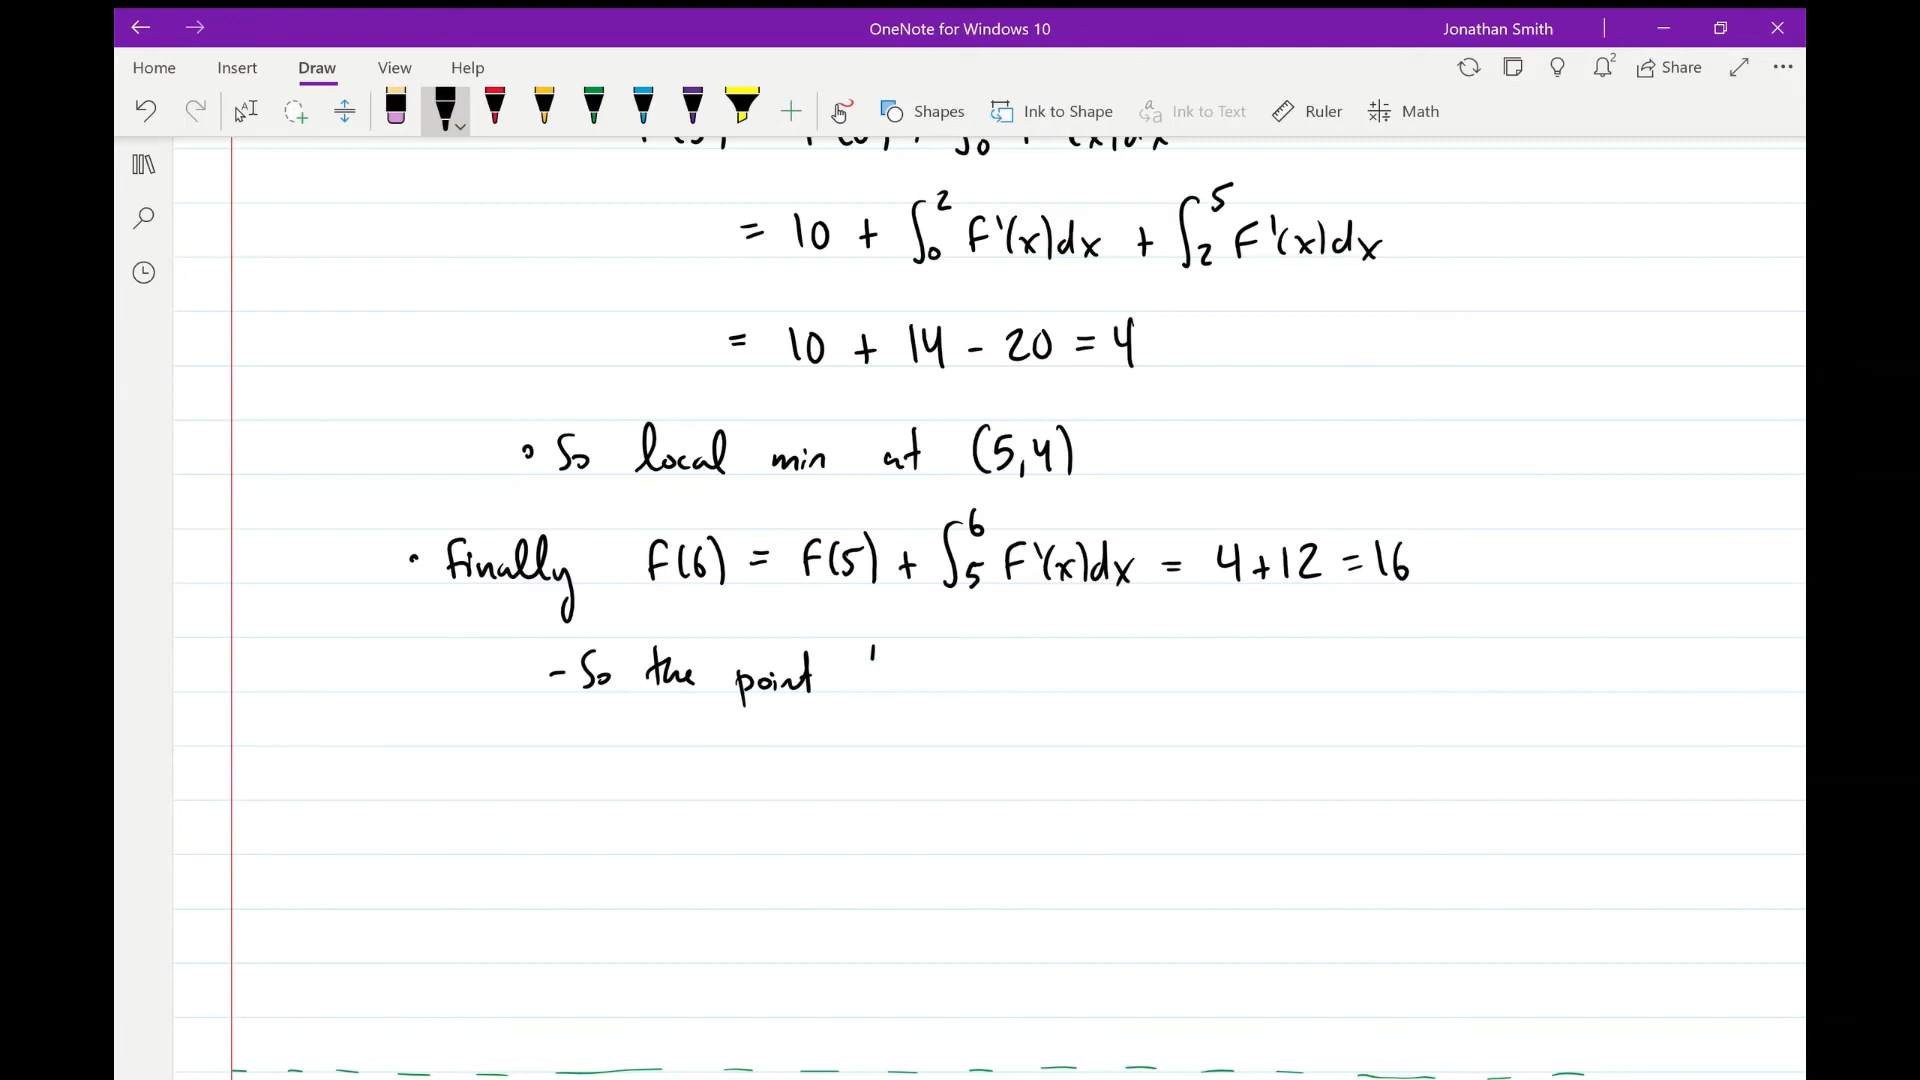 OneNote for Windows 10 Jonathan Smith
Home Insert Draw View Help Share
Shapes Ink to Shape Ink to Text Ruler Math
= 10 + ∫₀² F'(x)dx + ∫₂⁵ F'(x)dx
= 10 + 14 - 20 = 4
• So local min at (5,4)
• Finally F(6) = F(5) + ∫₅⁶ F'(x)dx = 4+12 = 16
- So the point